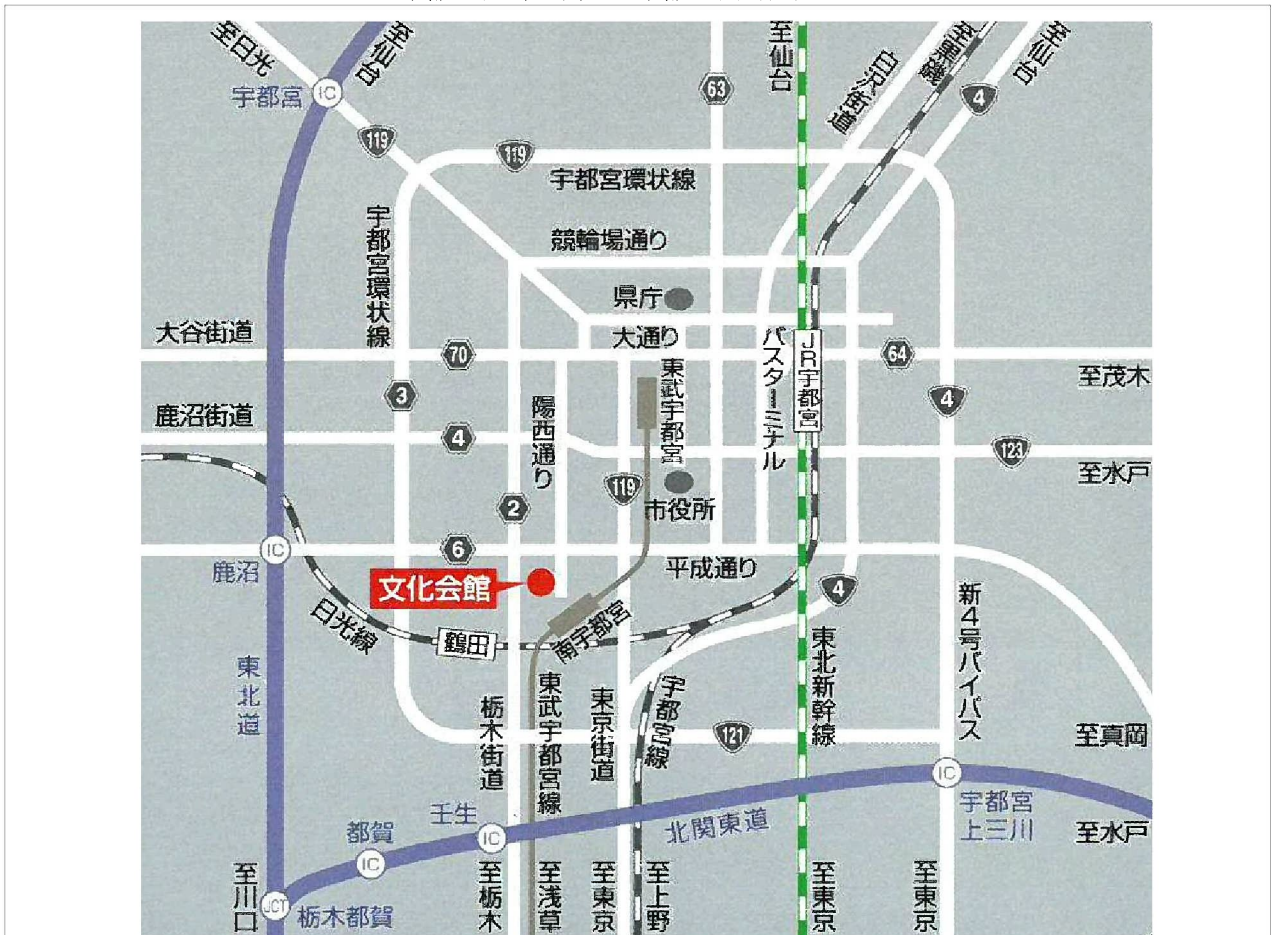 至日光
至仙台
至仙台
白沢街道
至黒磯
至仙台
宇都宮
IC
63
4
119
119
宇都宮環状線
宇都宮環状線
競輪場通り
県庁
大谷街道
大通り
70
バスターミナル
JR宇都宮
64
至茂木
東武宇都宮
3
4
鹿沼街道
陽西通り
4
123
至水戸
119
2
市役所
IC
6
鹿沼
平成通り
文化会館
4
新4号バイパス
日光線
鶴田
南宇都宮
東北道
東北新幹線
栃木街道
東武宇都宮線
東京街道
宇都宮線
121
至真岡
IC
宇都宮
上三川
北関東道
至水戸
壬生
IC
都賀
IC
至川口
JCT
栃木都賀
至栃木
至浅草
至東京
至上野
至東京
至東京